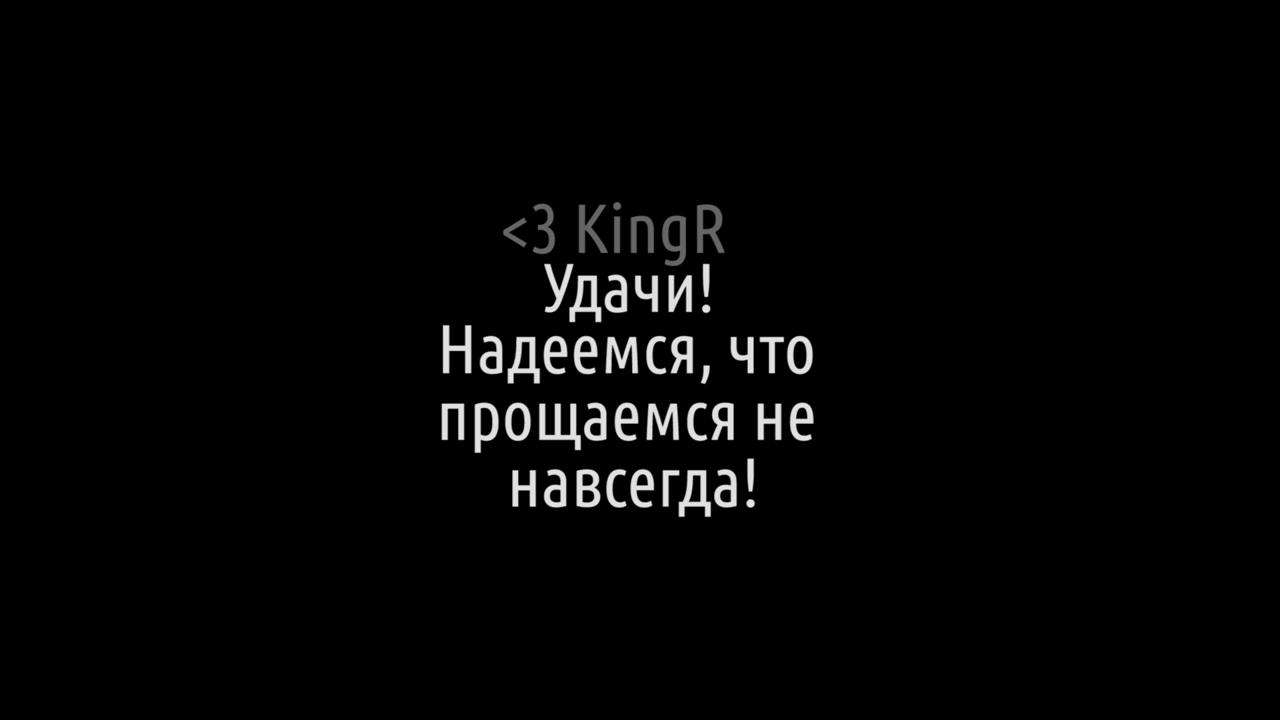 <3 KingR
Удачи!
Надеемся, что
прощаемся не
навсегда!